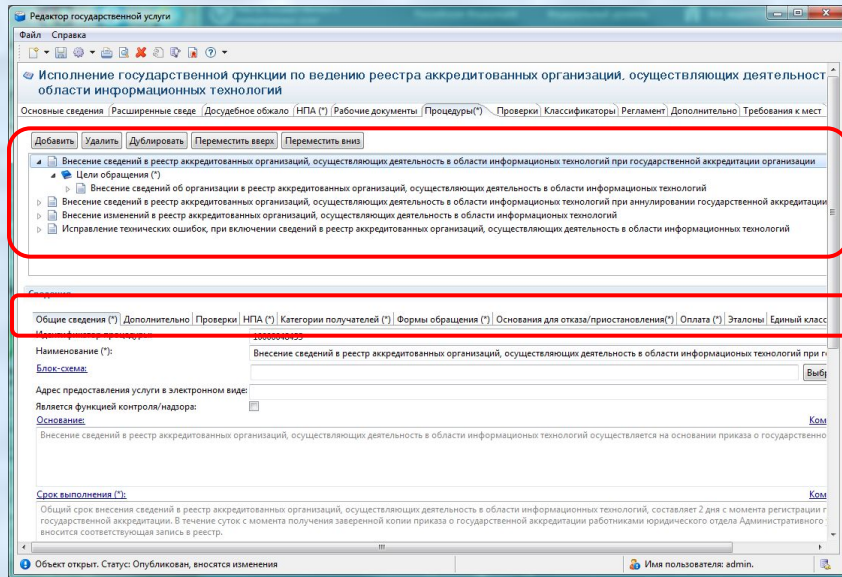 Редактор государственной услуги
Файл Справка
Исполнение государственной функции по ведению реестра аккредитованных организаций, осуществляющих деятельност
области информационных технологий
Основные сведения Расширенные сведе Досудебное обжало НПА (*) Рабочие документы Процедуры(*) Проверки Классификаторы Регламент Дополнительно Требования к мест
Добавить Удалить Дублировать Переместить вверх Переместить вниз
Внесение сведений в реестр аккредитованных организаций, осуществляющих деятельность в области информационых технологий при государственной аккредитации организации
Цели обращения (*)
Внесение сведений об организации в реестр аккредитованных организаций, осуществляющих деятельность в области информационых технологий
Внесение сведений в реестр аккредитованных организаций, осуществляющих деятельность в области информационых технологий при аннулировании государственной аккредитации
Внесение изменений в реестр аккредитованных организаций, осуществляющих деятельность в области информационых технологий
Исправление технических ошибок, при включении сведений в реестр аккредитованных организаций, осуществляющих деятельность в области информационных технологий
Общие сведения (*) Дополнительно Проверки НПА (*) Категории получателей (*) Формы обращения (*) Основания для отказа/приостановления(*) Оплата (*) Эталоны Единый класс
Наименование (*): Внесение сведений в реестр аккредитованных организаций, осуществляющих деятельность в области информационых технологий при г
Блок-схема: Выбр
Адрес предоставления услуги в электронном виде:
Является функцией контроля/надзора:
Основание: Ком
Внесение сведений в реестр аккредитованных организаций, осуществляющих деятельность в области информационых технологий осуществляется на основании приказа о государственно
Срок выполнения (*): Ком
Общий срок внесения сведений в реестр аккредитованных организаций, осуществляющих деятельность в области информационных технологий, составляет 2 дня с момента регистрации г
государственной аккредитации. В течение суток с момента получения заверенной копии приказа о государственной аккредитации работниками юридического отдела Административного
вносится соответствующая запись в реестр.
Объект открыт. Статус: Опубликован, вносятся изменения Имя пользователя: admin.